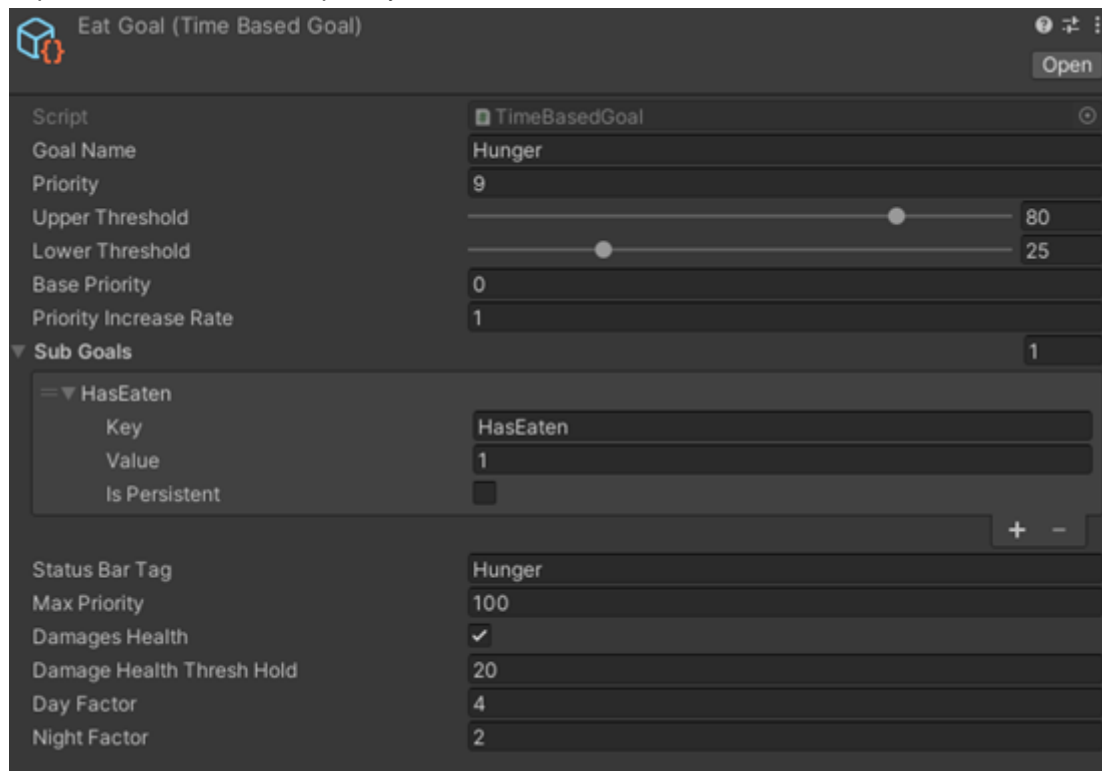 Eat Goal (Time Based Goal)
Open
Script TimeBasedGoal
Goal Name Hunger
Priority 9
Upper Threshold 80
Lower Threshold 25
Base Priority 0
Priority Increase Rate 1
Sub Goals 1
HasEaten
Key HasEaten
Value 1
Is Persistent
+ -
Status Bar Tag Hunger
Max Priority 100
Damages Health
Damage Health Thresh Hold 20
Day Factor 4
Night Factor 2